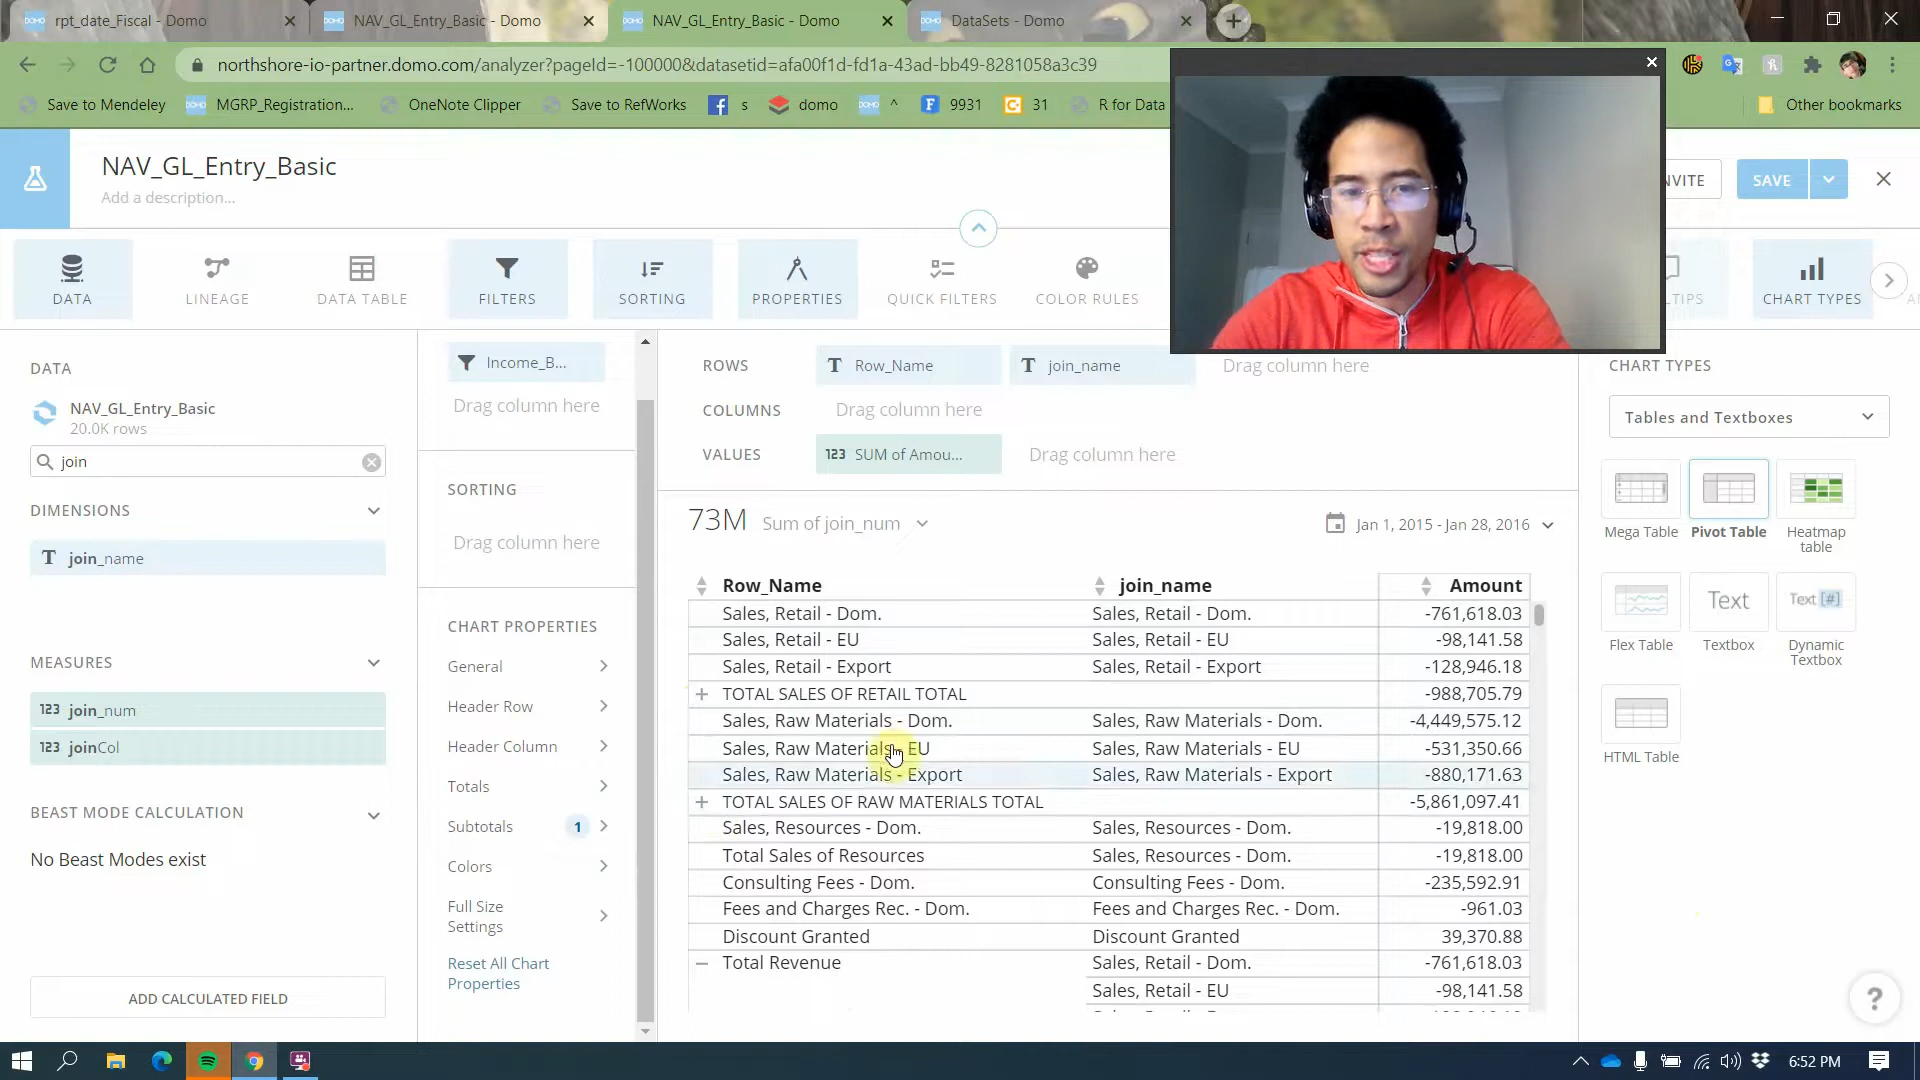 rpt_date_Fiscal - Domo
NAV_GL_Entry_Basic - Domo
NAV_GL_Entry_Basic - Domo
DataSets - Domo
northshore-io-partner.domo.com/analyzer?pageId=-100000&datasetid=afa00f1d-fd1a-43ad-bb49-8281058a3c39
Save to Mendeley
MGRP_Registration...
OneNote Clipper
Save to RefWorks
s
domo
^
9931
31
R for Data
Other bookmarks
NAV_GL_Entry_Basic
Add a description...
NVITE
SAVE
DATA
LINEAGE
DATA TABLE
FILTERS
SORTING
PROPERTIES
QUICK FILTERS
COLOR RULES
LTIPS
CHART TYPES
DATA
NAV_GL_Entry_Basic
20.0K rows
join
DIMENSIONS
T join_name
MEASURES
123 join_num
123 joinCol
BEAST MODE CALCULATION
No Beast Modes exist
ADD CALCULATED FIELD
Income_B...
Drag column here
SORTING
Drag column here
CHART PROPERTIES
General
Header Row
Header Column
Totals
Subtotals 1
Colors
Full Size
Settings
Reset All Chart
Properties
ROWS T Row_Name T join_name Drag column here
COLUMNS Drag column here
VALUES 123 SUM of Amou... Drag column here
73M Sum of join_num
Jan 1, 2015 - Jan 28, 2016
Row_Name join_name Amount
Sales, Retail - Dom. Sales, Retail - Dom. -761,618.03
Sales, Retail - EU Sales, Retail - EU -98,141.58
Sales, Retail - Export Sales, Retail - Export -128,946.18
+ TOTAL SALES OF RETAIL TOTAL -988,705.79
Sales, Raw Materials - Dom. Sales, Raw Materials - Dom. -4,449,575.12
Sales, Raw Materials - EU Sales, Raw Materials - EU -531,350.66
Sales, Raw Materials - Export Sales, Raw Materials - Export -880,171.63
+ TOTAL SALES OF RAW MATERIALS TOTAL -5,861,097.41
Sales, Resources - Dom. Sales, Resources - Dom. -19,818.00
Total Sales of Resources Sales, Resources - Dom. -19,818.00
Consulting Fees - Dom. Consulting Fees - Dom. -235,592.91
Fees and Charges Rec. - Dom. Fees and Charges Rec. - Dom. -961.03
Discount Granted Discount Granted 39,370.88
− Total Revenue Sales, Retail - Dom. -761,618.03
Sales, Retail - EU -98,141.58
CHART TYPES
Tables and Textboxes
Mega Table
Pivot Table
Heatmap
table
Text
Text [#]
Flex Table
Textbox
Dynamic
Textbox
HTML Table
?
6:52 PM